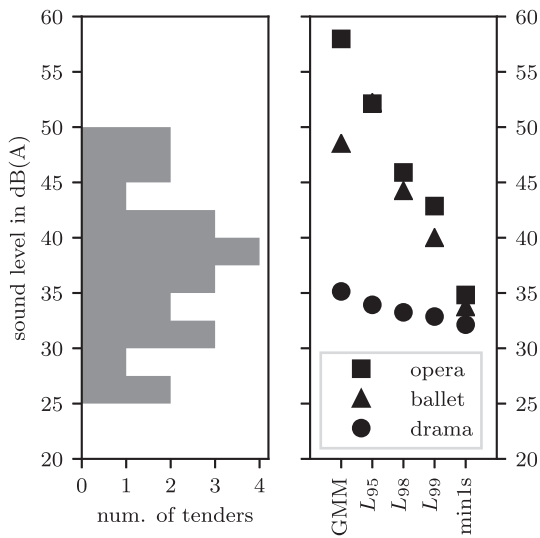 60
55
50
45
40
35
30
25
20
sound level in dB(A)
0 1 2 3 4
num. of tenders
60
55
50
45
40
35
30
25
20
opera
ballet
drama
GMM
L95
L98
L99
min1s